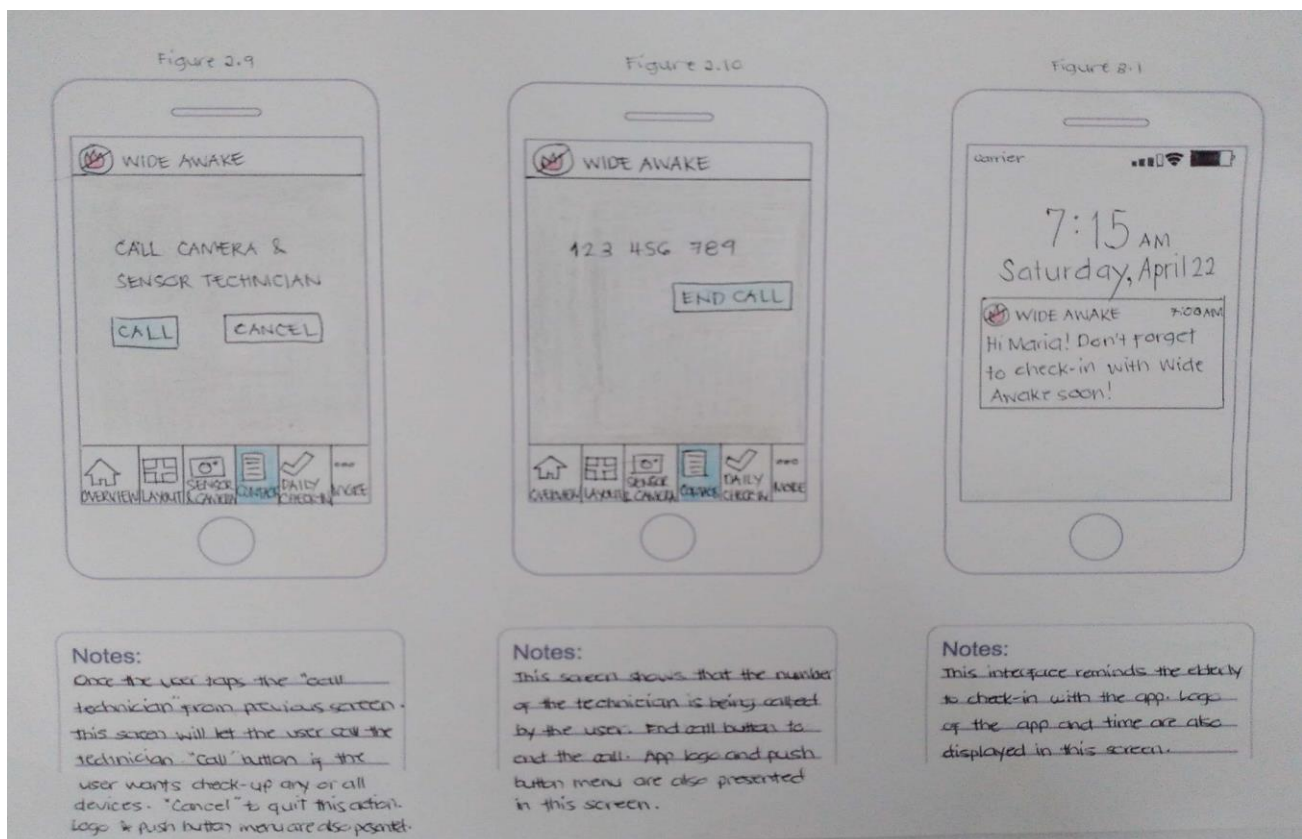 Figure 2.9
WIDE AWAKE
CALL CAMERA &
SENSOR TECHNICIAN
CALL
CANCEL
OVERVIEW
LAYOUT
SENSOR
& CAMERA
CONTACT
DAILY
CHECK-IN
MORE
Notes:
Once the user taps the "call
technician" from previous screen.
This screen will let the user call the
technician. "Call" button if the
user wants check-up any or all
devices. "Cancel" to quit this action.
Logo & push button menu are also
Figure 2.10
WIDE AWAKE
123 456 789
END CALL
OVERVIEW
LAYOUT
SENSOR
& CAMERA
CONTACT
DAILY
CHECK-IN
MORE
Notes:
This screen shows that the number
of the technician is being called
by the user. End call button to
end the call. App logo and push
button menu are also presented
in this screen.
Figure 3.1
carrier
7:15 AM
Saturday, April 22
WIDE AWAKE 7:00 AM
Hi Maria! Don't forget
to check-in with Wide
Awake soon!
Notes:
This interface reminds the elderly
to check-in with the app. Logo
of the app and time are also
displayed in this screen.